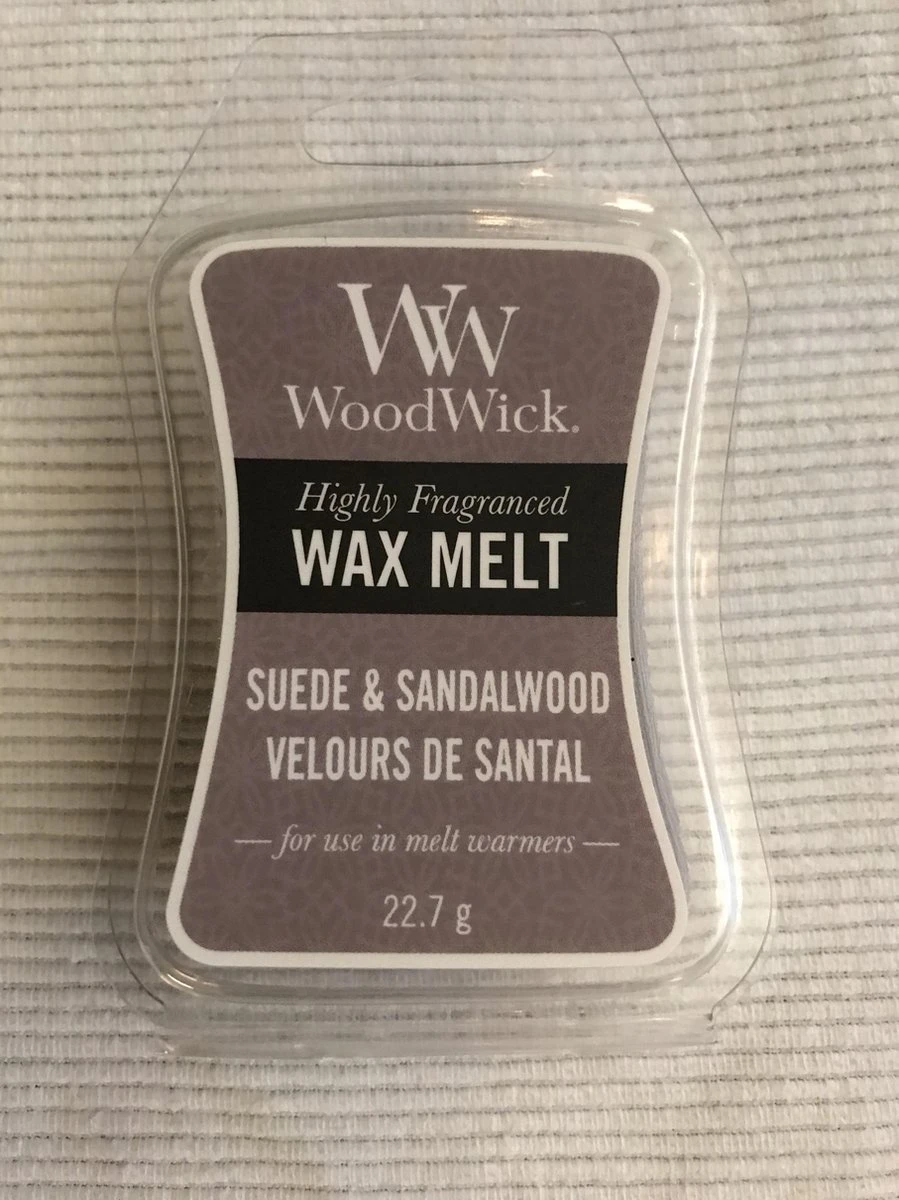 WW
WoodWick.
Highly Fragranced
WAX MELT
SUEDE & SANDALWOOD
VELOURS DE SANTAL
— for use in melt warmers —
22.7 g